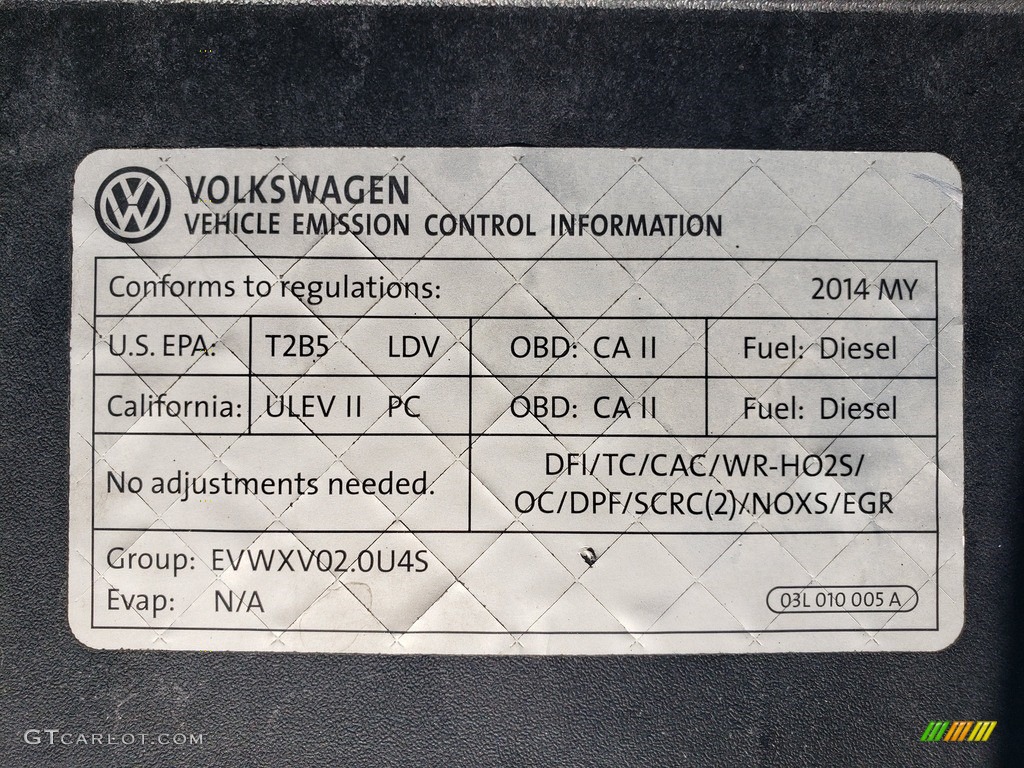 VOLKSWAGEN
VEHICLE EMISSION CONTROL INFORMATION
Conforms to regulations: 2014 MY
U.S. EPA: T2B5 LDV OBD: CA II Fuel: Diesel
California: ULEV II PC OBD: CA II Fuel: Diesel
No adjustments needed.
DFI/TC/CAC/WR-HO2S/
OC/DPF/SCRC(2)/NOXS/EGR
Group: EVWXV02.0U4S
Evap: N/A
03L 010 005 A
GTCARLOT.COM